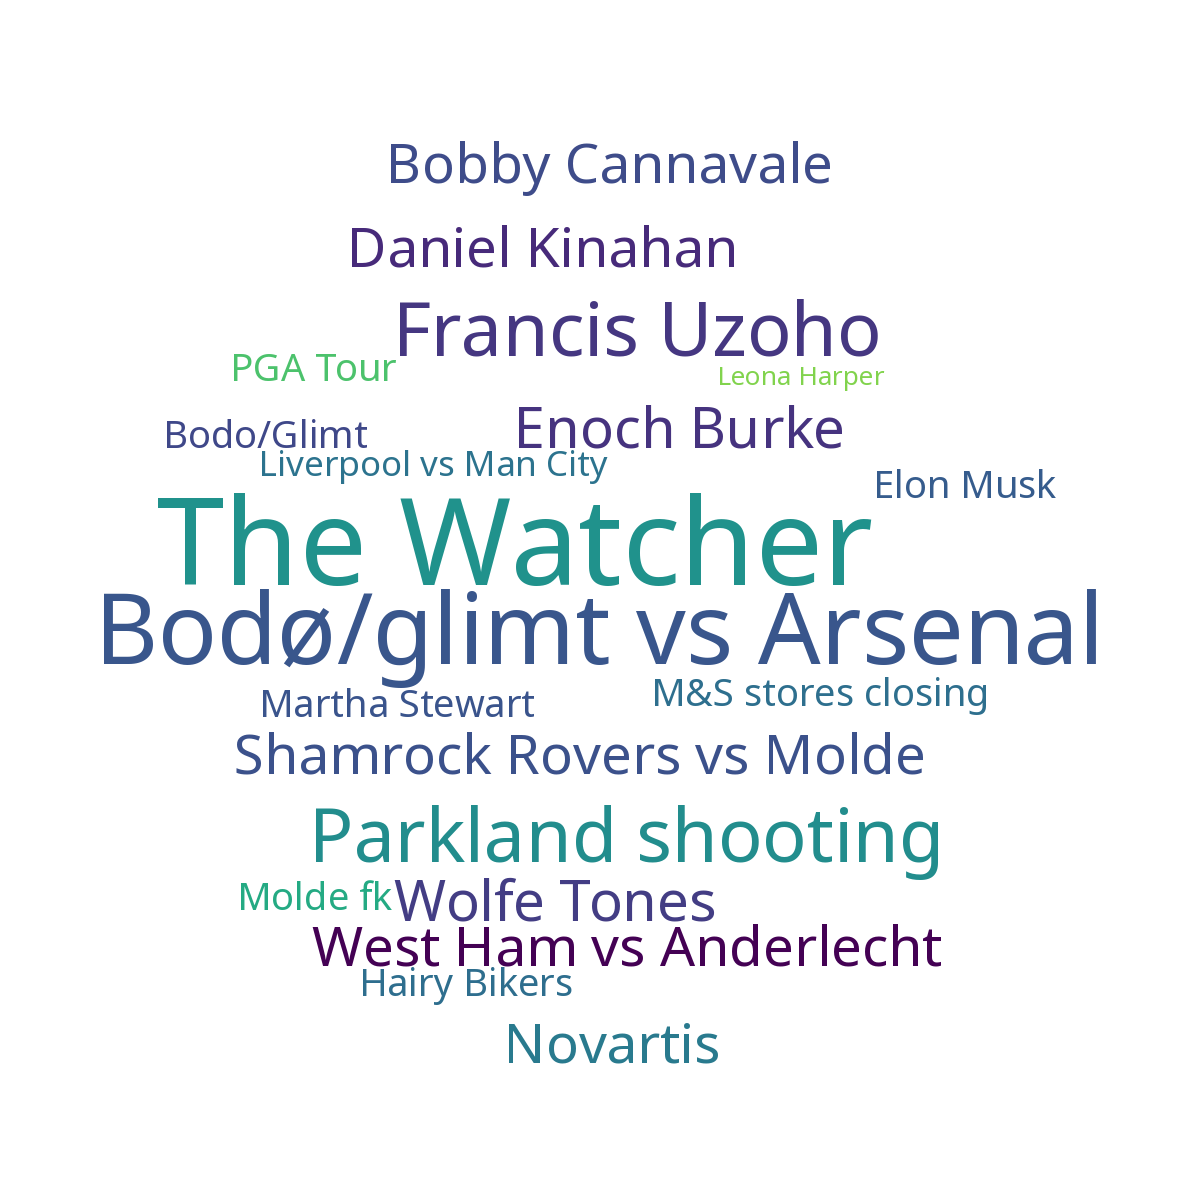 Bobby Cannavale
Daniel Kinahan
Francis Uzoho
PGA Tour
Leona Harper
Bodo/Glimt
Enoch Burke
Liverpool vs Man City
Elon Musk
The Watcher
Bodø/glimt vs Arsenal
Martha Stewart
M&S stores closing
Shamrock Rovers vs Molde
Parkland shooting
Molde fk
Wolfe Tones
West Ham vs Anderlecht
Hairy Bikers
Novartis